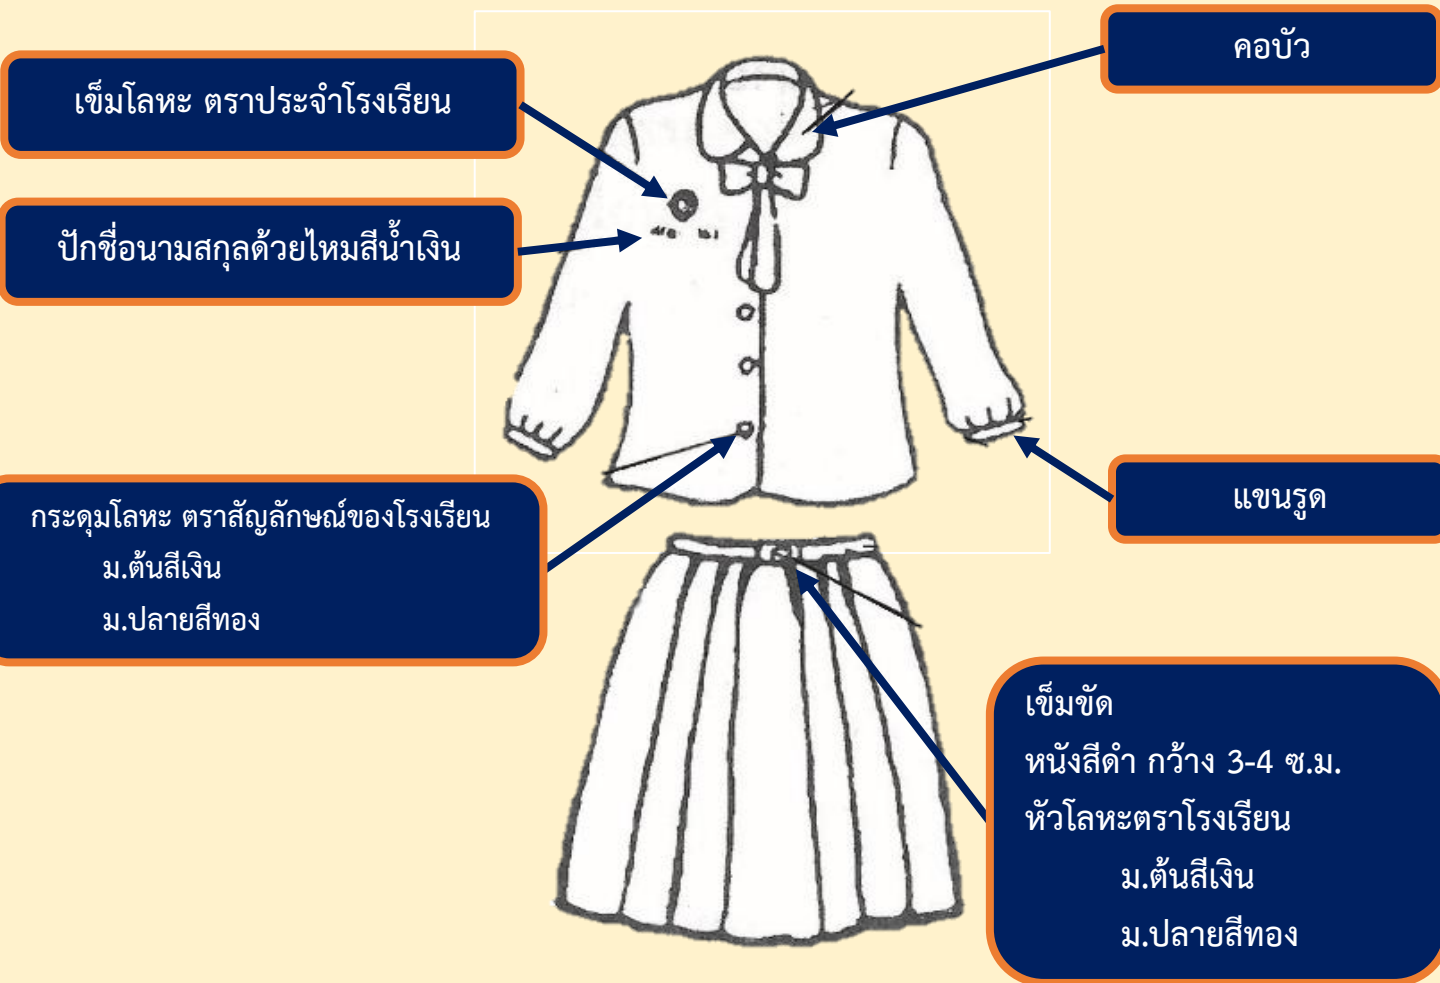 คอบัว
เข็มโลหะ ตราประจำโรงเรียน
ปักชื่อนามสกุลด้วยไหมสีน้ำเงิน
กระดุมโลหะ ตราสัญลักษณ์ของโรงเรียน
ม.ต้นสีเงิน
ม.ปลายสีทอง
แขนรูด
เข็มขัด
หนังสีดำ กว้าง 3-4 ซ.ม.
หัวโลหะตราโรงเรียน
ม.ต้นสีเงิน
ม.ปลายสีทอง